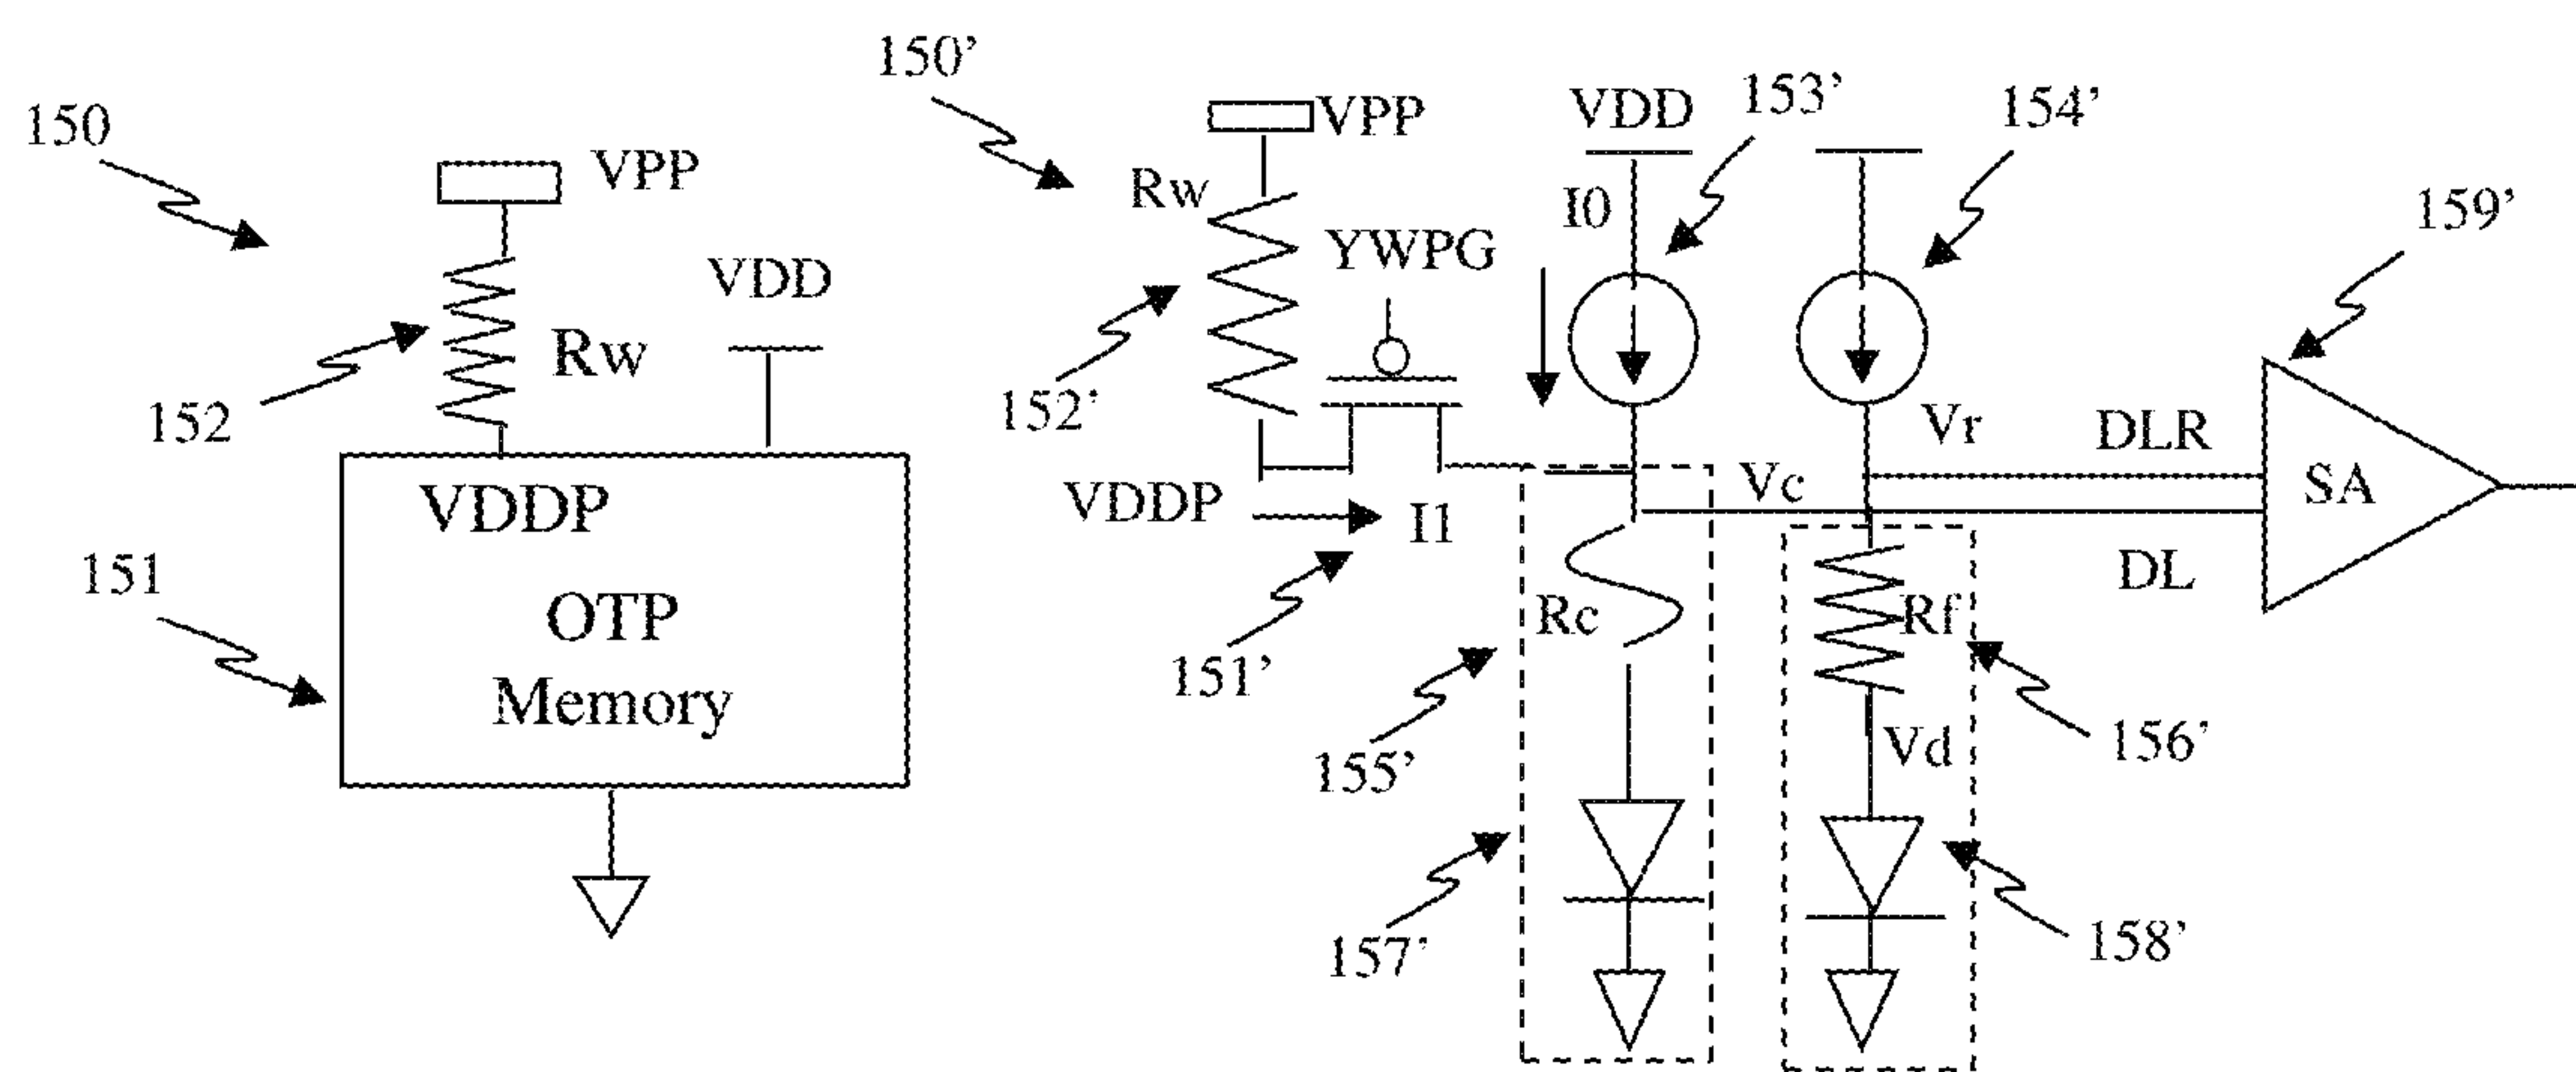 150
VPP
VDD
152
Rw
VDDP
151
OTP
Memory
150’
VPP
Rw
YWPG
152’
VDDP
I1
151’
VDD
I0
153’
154’
159’
Vr
DLR
Vc
SA
DL
Rc
Rf
155’
Vd
156’
157’
158’